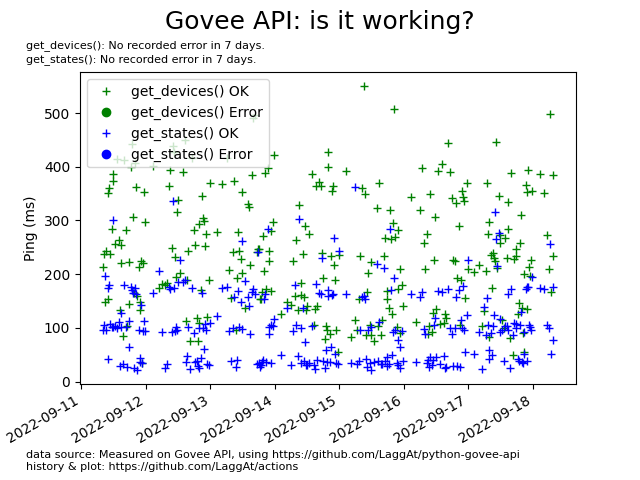 Govee API: is it working?
get_devices(): No recorded error in 7 days.
get_states(): No recorded error in 7 days.
get_devices() OK
get_devices() Error
get_states() OK
get_states() Error
500
400
300
200
100
0
Ping (ms)
2022-09-11
2022-09-12
2022-09-13
2022-09-14
2022-09-15
2022-09-16
2022-09-17
2022-09-18
data source: Measured on Govee API, using https://github.com/LaggAt/python-govee-api
history & plot: https://github.com/LaggAt/actions